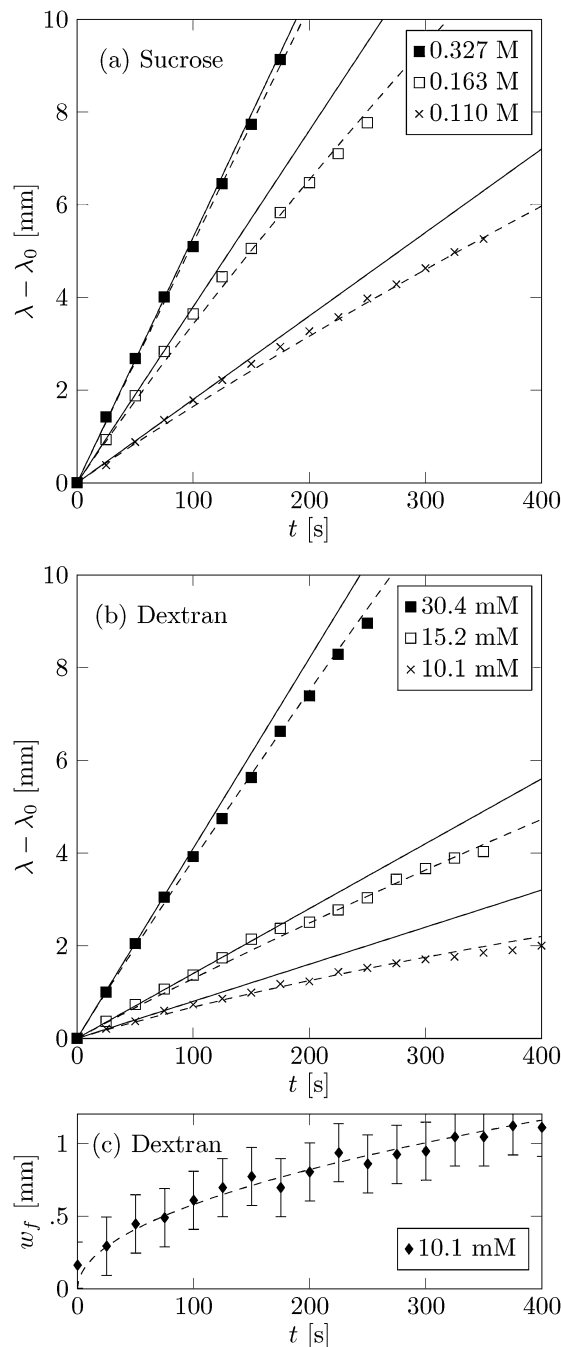 10
(a) Sucrose
0.327 M
0.163 M
0.110 M
8
6
4
2
0
λ − λ₀ [mm]
0 100 200 300 400
t [s]
10
(b) Dextran
30.4 mM
15.2 mM
10.1 mM
8
6
4
2
0
λ − λ₀ [mm]
0 100 200 300 400
t [s]
1
(c) Dextran
.5
0
w_f [mm]
10.1 mM
0 100 200 300 400
t [s]